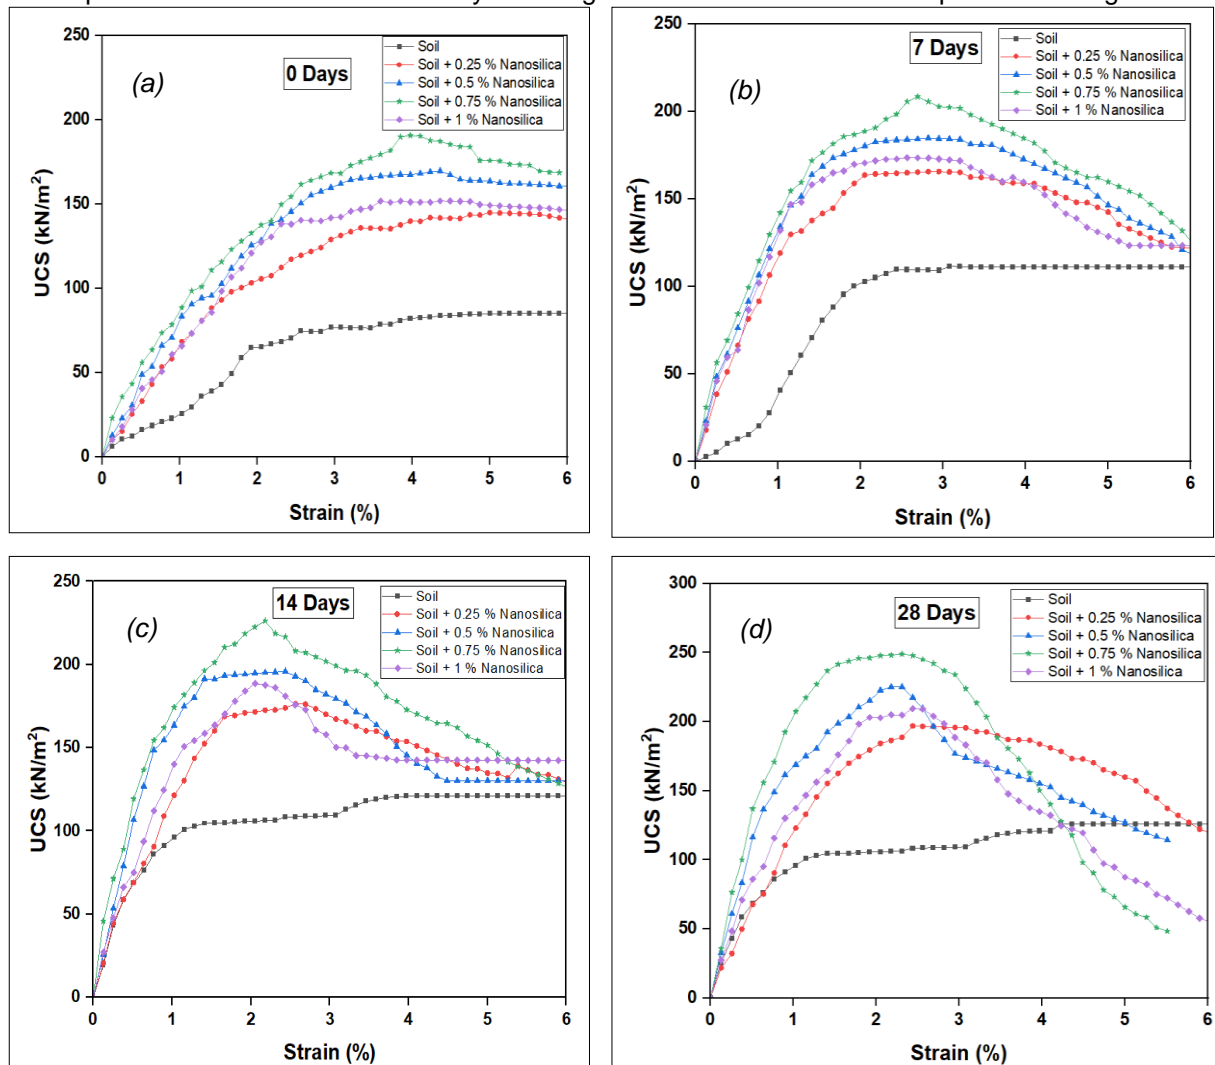 (a)
0 Days
Soil
Soil + 0.25 % Nanosilica
Soil + 0.5 % Nanosilica
Soil + 0.75 % Nanosilica
Soil + 1 % Nanosilica
250
200
150
100
50
0
UCS (kN/m²)
0 1 2 3 4 5 6
Strain (%)
(b)
7 Days
Soil
Soil + 0.25 % Nanosilica
Soil + 0.5 % Nanosilica
Soil + 0.75 % Nanosilica
Soil + 1 % Nanosilica
250
200
150
100
50
0
UCS (kN/m²)
0 1 2 3 4 5 6
Strain (%)
(c)
14 Days
Soil
Soil + 0.25 % Nanosilica
Soil + 0.5 % Nanosilica
Soil + 0.75 % Nanosilica
Soil + 1 % Nanosilica
250
200
150
100
50
0
UCS (kN/m²)
0 1 2 3 4 5 6
Strain (%)
(d)
28 Days
Soil
Soil + 0.25 % Nanosilica
Soil + 0.5 % Nanosilica
Soil + 0.75 % Nanosilica
Soil + 1 % Nanosilica
300
250
200
150
100
50
0
UCS (kN/m²)
0 1 2 3 4 5 6
Strain (%)